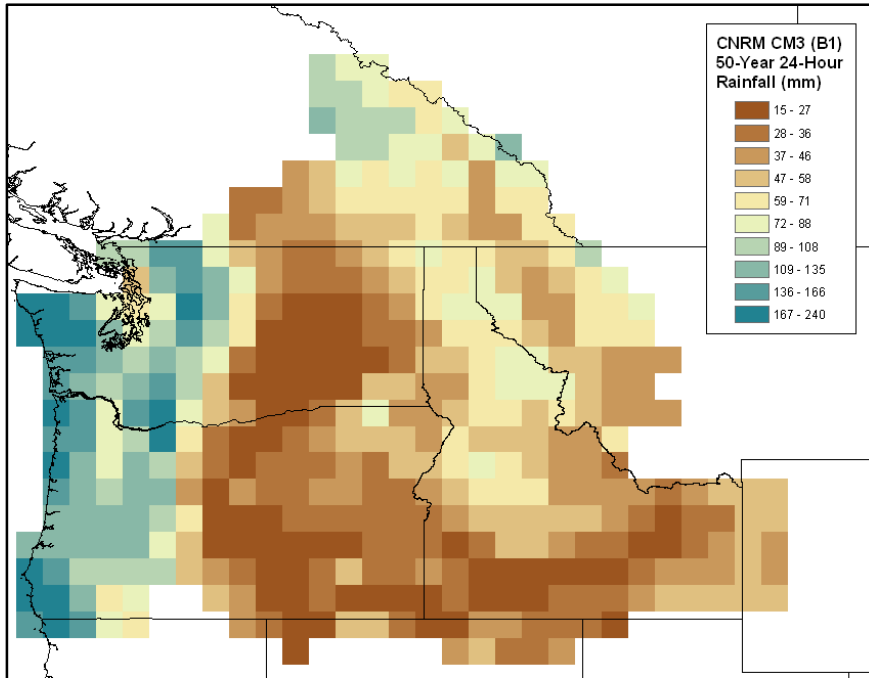 CNRM CM3 (B1)
50-Year 24-Hour
Rainfall (mm)
15 - 27
28 - 36
37 - 46
47 - 58
59 - 71
72 - 88
89 - 108
109 - 135
136 - 166
167 - 240